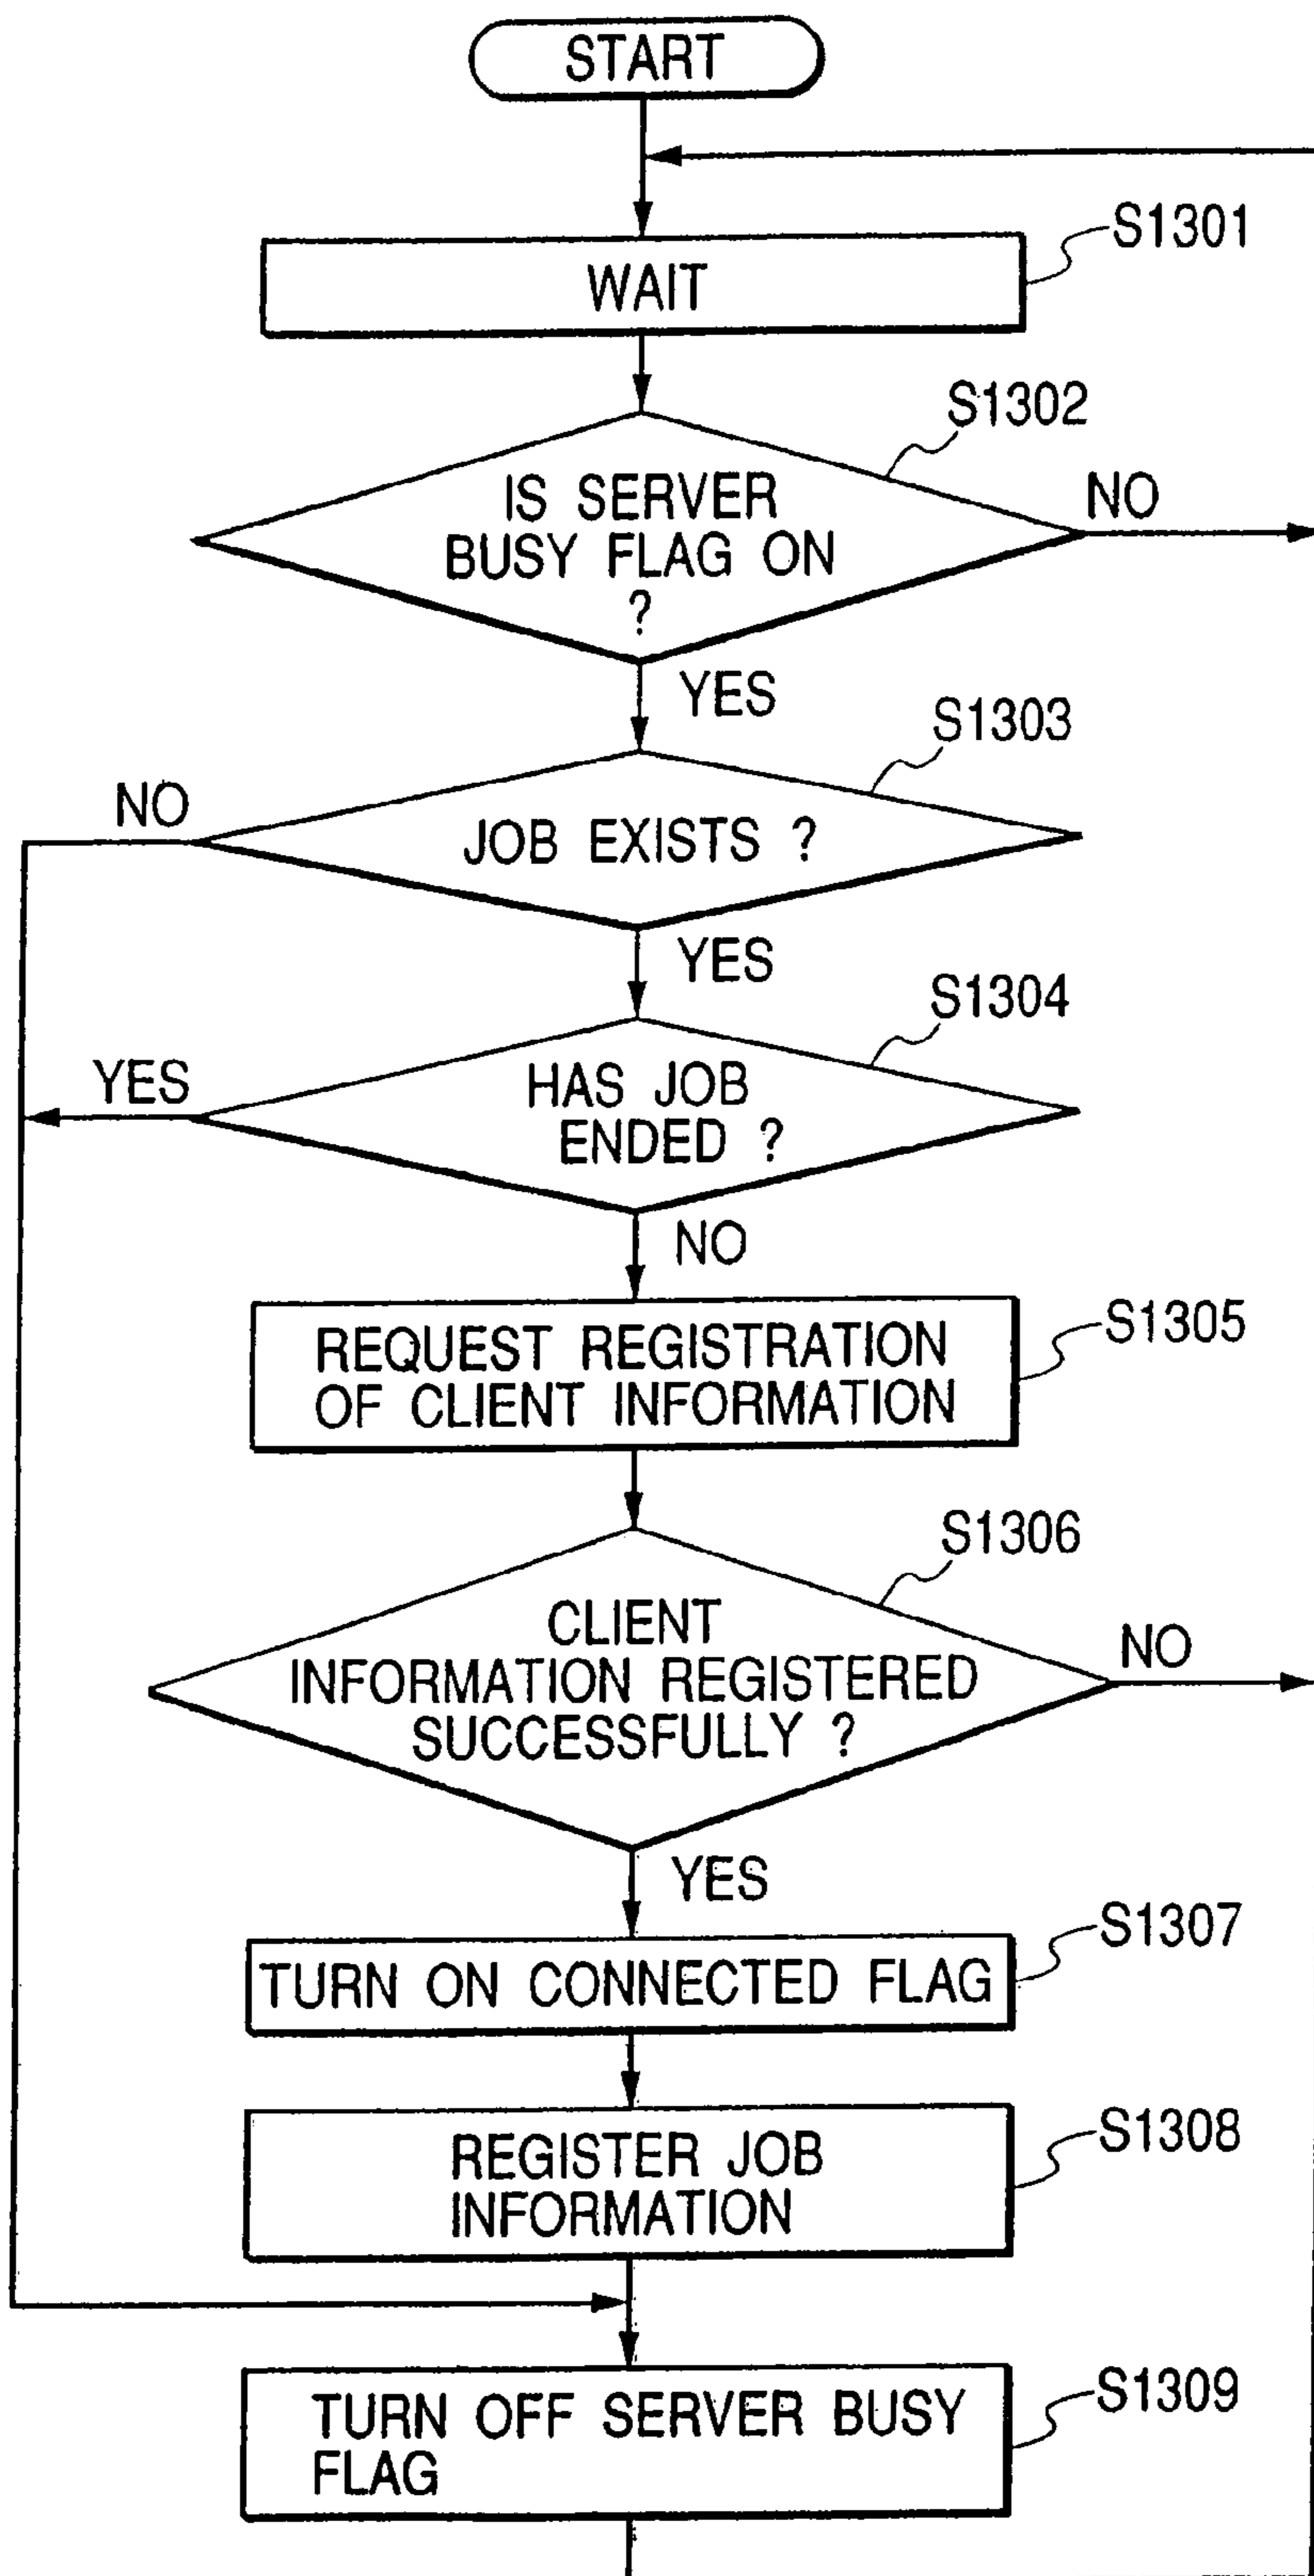 START
S1301
WAIT
S1302
IS SERVER
BUSY FLAG ON
?
NO
YES
S1303
NO
JOB EXISTS ?
YES
S1304
YES
HAS JOB
ENDED ?
NO
S1305
REQUEST REGISTRATION
OF CLIENT INFORMATION
S1306
CLIENT
INFORMATION REGISTERED
SUCCESSFULLY ?
NO
YES
S1307
TURN ON CONNECTED FLAG
S1308
REGISTER JOB
INFORMATION
S1309
TURN OFF SERVER BUSY
FLAG